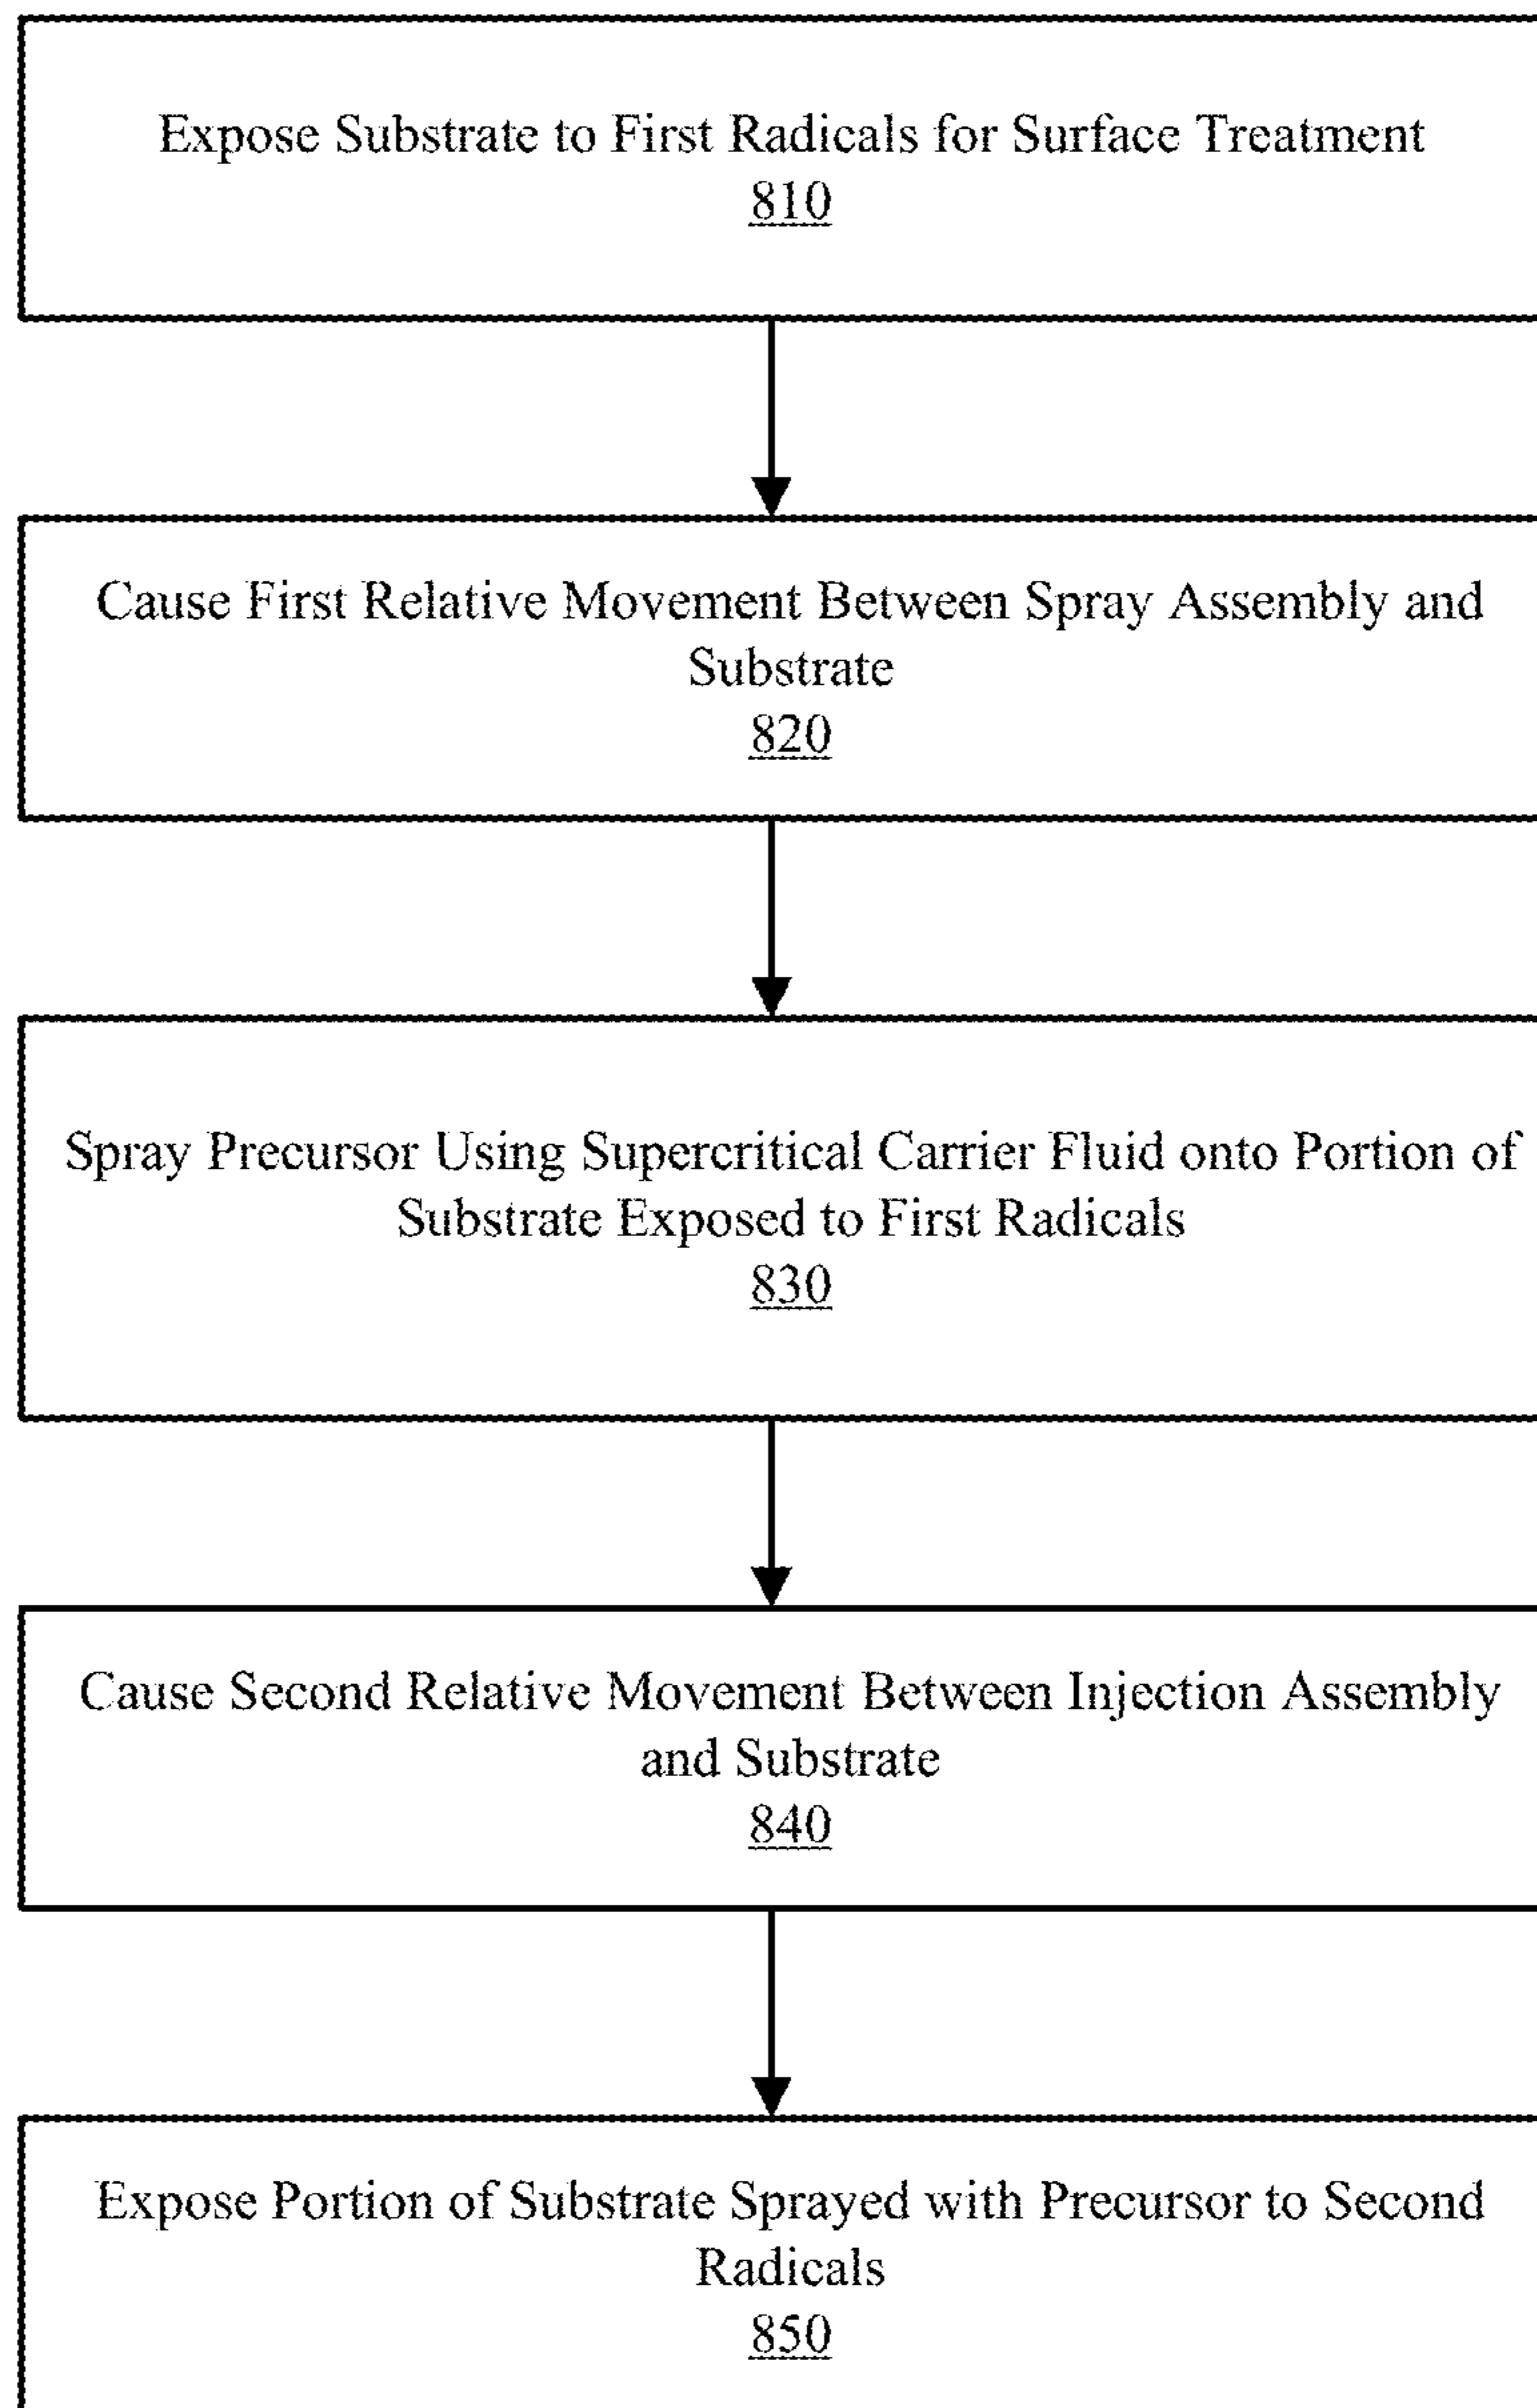 Expose Substrate to First Radicals for Surface Treatment
810
Cause First Relative Movement Between Spray Assembly and
Substrate
820
Spray Precursor Using Supercritical Carrier Fluid onto Portion of
Substrate Exposed to First Radicals
830
Cause Second Relative Movement Between Injection Assembly
and Substrate
840
Expose Portion of Substrate Sprayed with Precursor to Second
Radicals
850